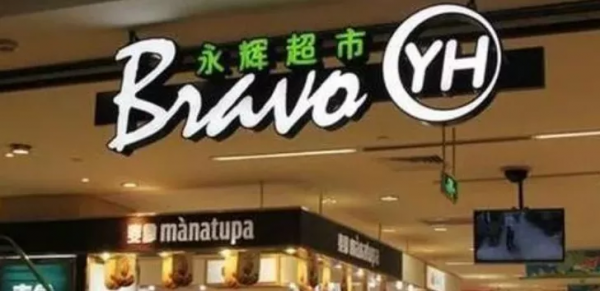 永辉超市
Bravo YH
mànatupa
mànatupa